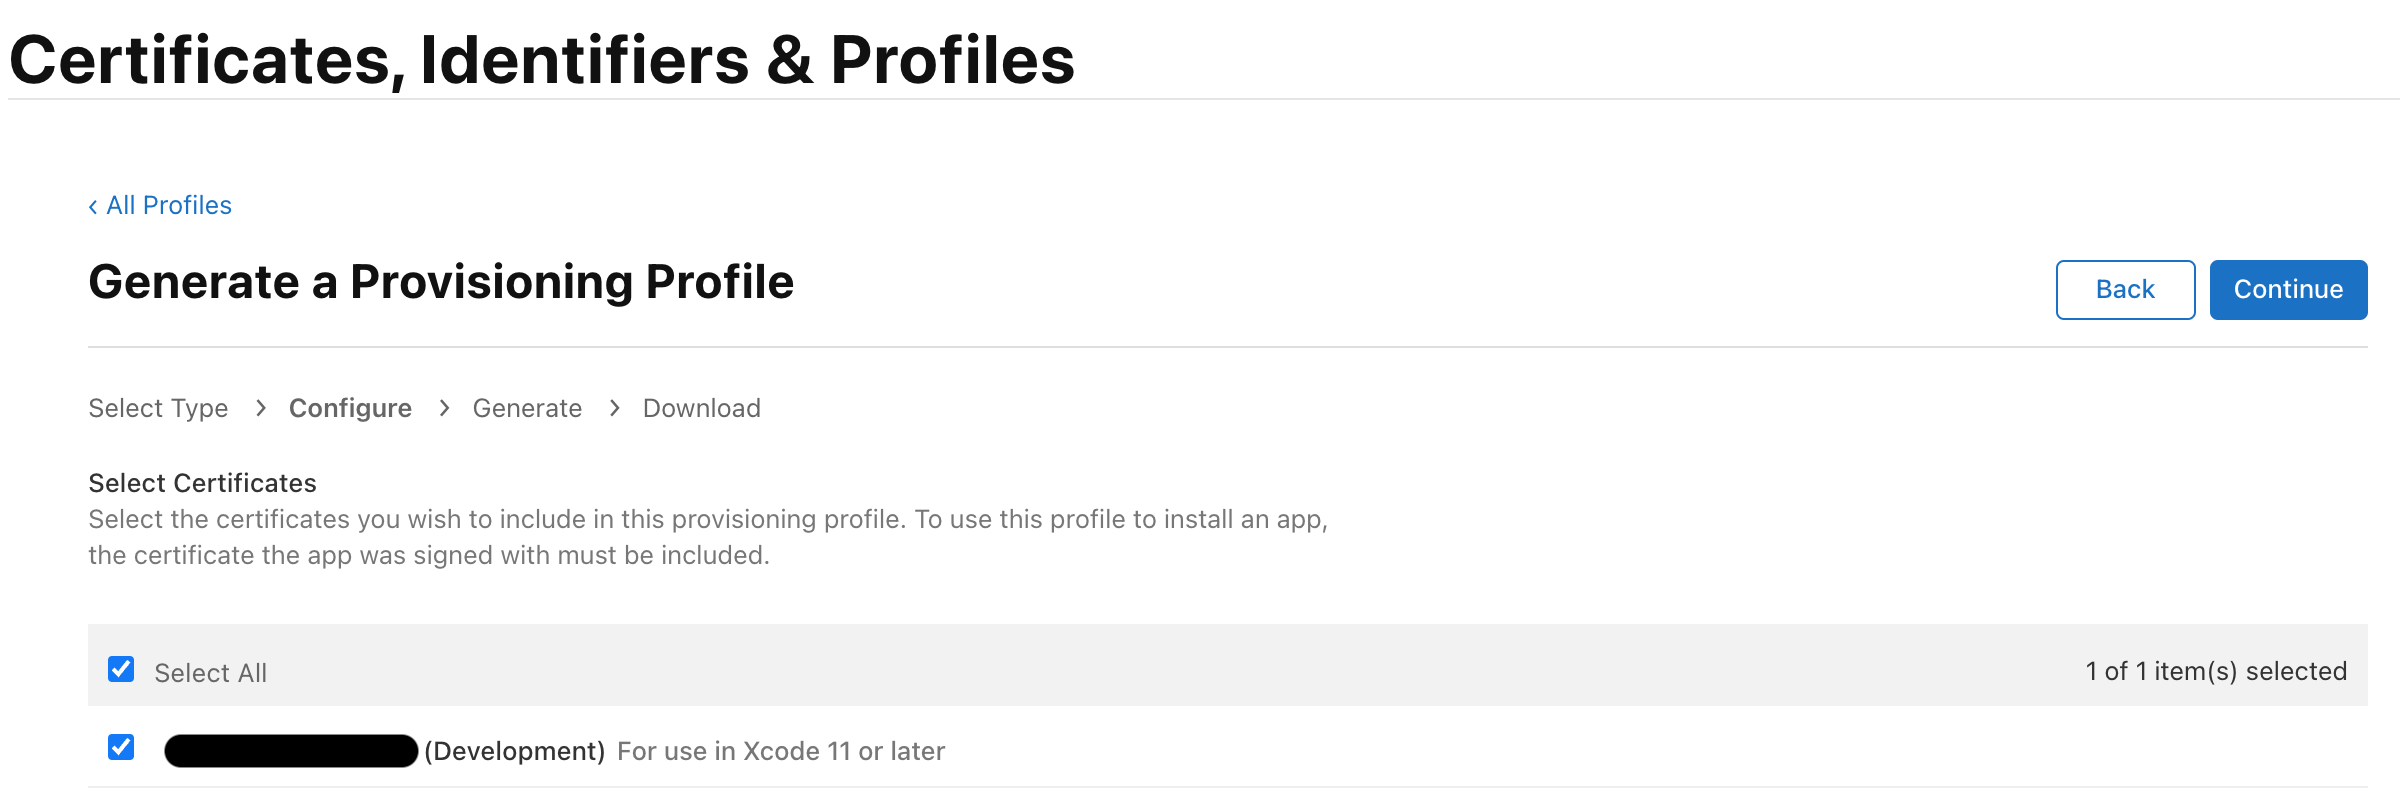 Certificates, Identifiers & Profiles
‹ All Profiles
Generate a Provisioning Profile
Back
Continue
Select Type > Configure > Generate > Download
Select Certificates
Select the certificates you wish to include in this provisioning profile. To use this profile to install an app,
the certificate the app was signed with must be included.
Select All
1 of 1 item(s) selected
(Development) For use in Xcode 11 or later